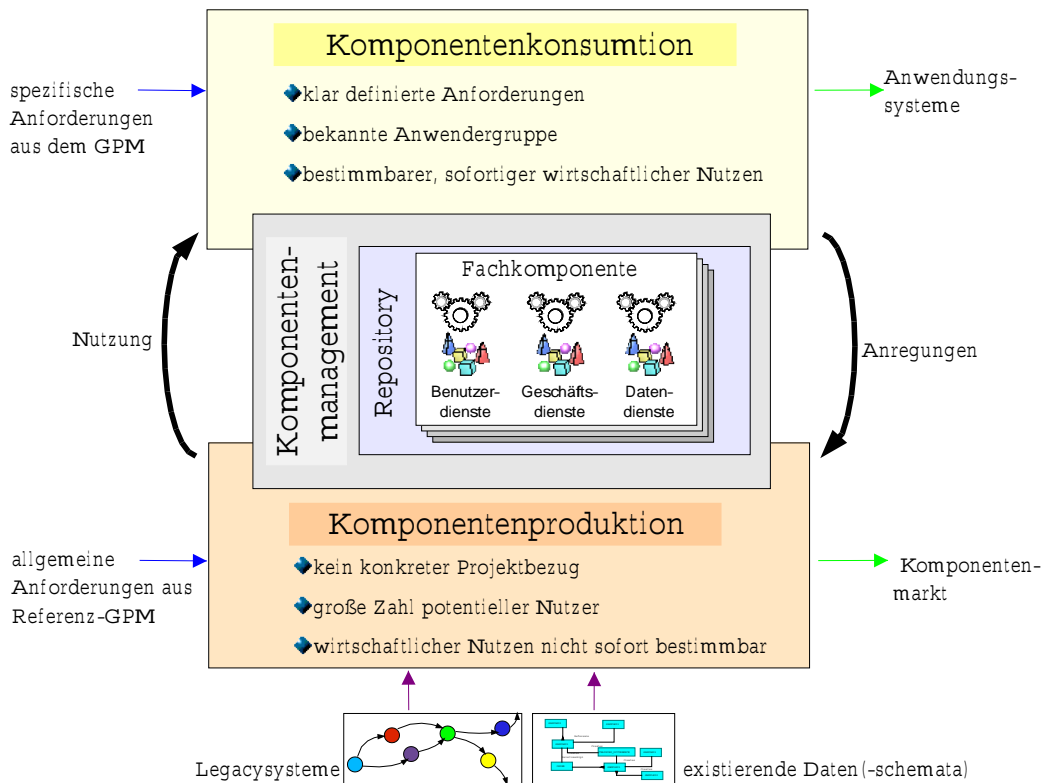 Komponentenkonsumtion
spezifische
Anforderungen
aus dem GPM
klar definierte Anforderungen
bekannte Anwendergruppe
bestimmbarer, sofortiger wirtschaftlicher Nutzen
Anwendungs-
systeme
Nutzung
Komponenten-
management
Repository
Fachkomponente
Benutzer-
dienste
Geschäfts-
dienste
Daten-
dienste
Anregungen
Komponentenproduktion
allgemeine
Anforderungen aus
Referenz-GPM
kein konkreter Projektbezug
große Zahl potentieller Nutzer
wirtschaftlicher Nutzen nicht sofort bestimmbar
Komponenten-
markt
Legacysysteme
existierende Daten(-schemata)